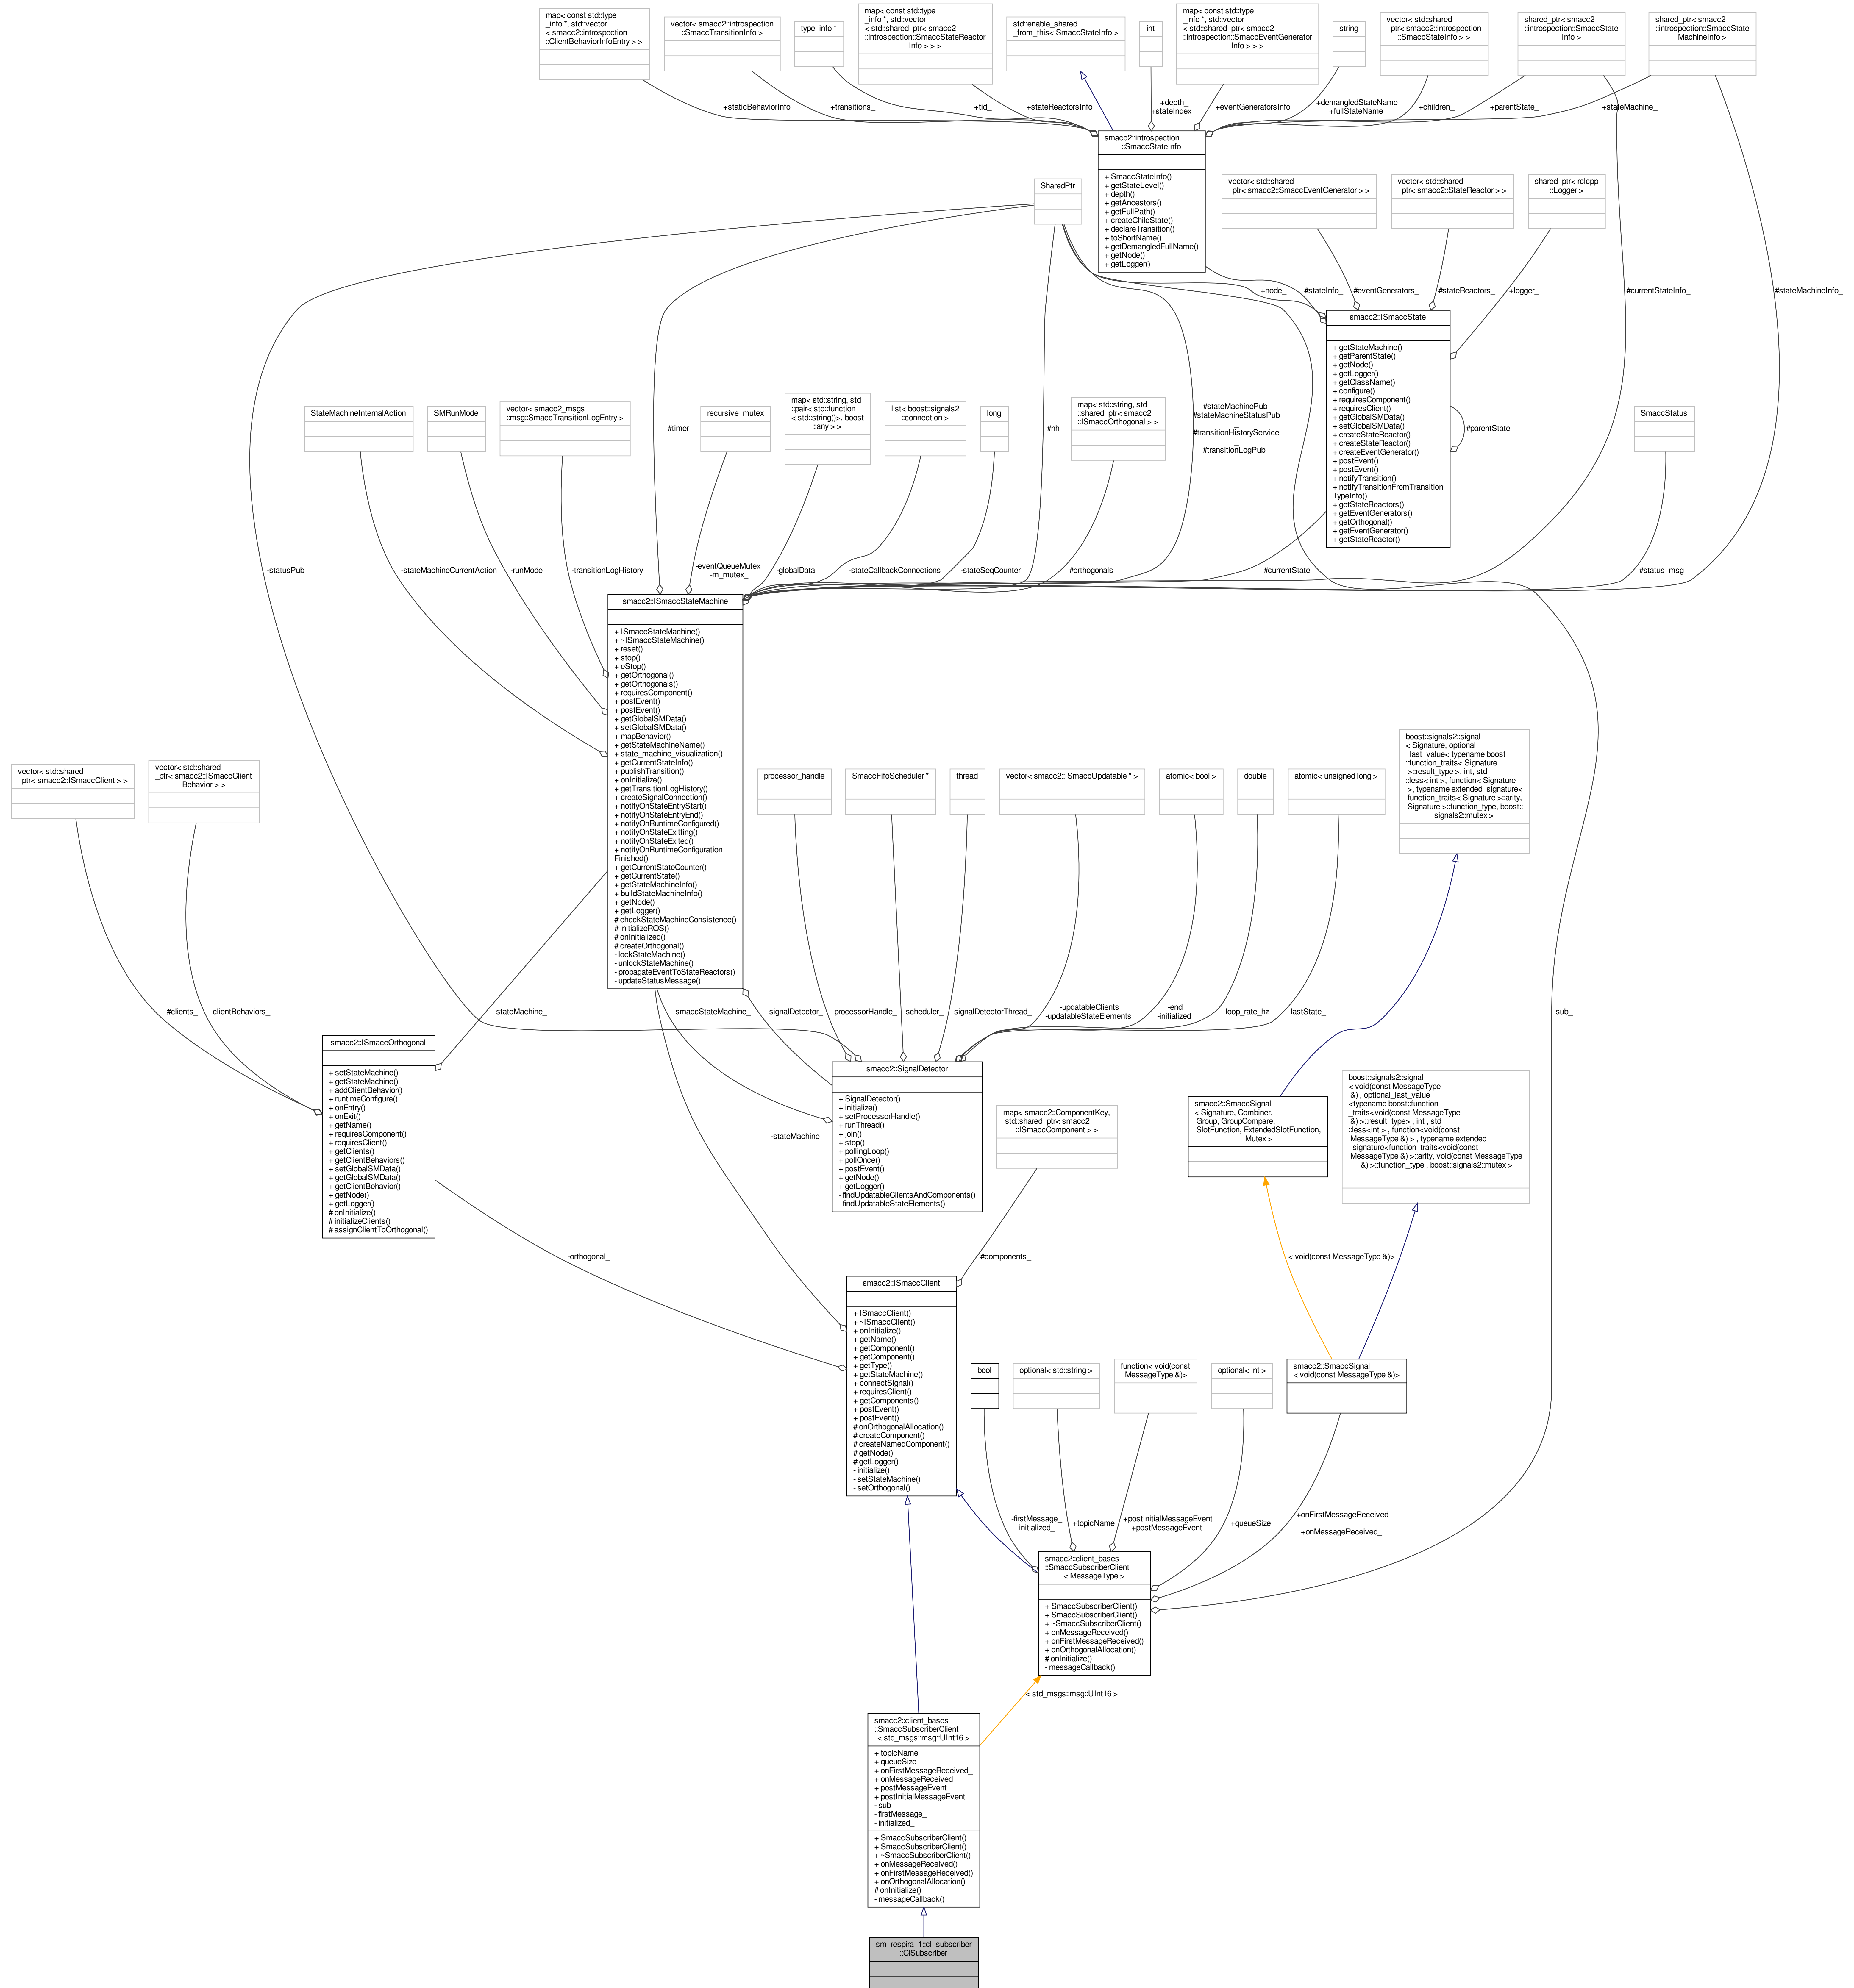 map< const std::type
_info *, std::vector
< smacc2::introspection
::ClientBehaviorInfoEntry > >
vector< smacc2::introspection
::SmaccTransitionInfo >
type_info *
map< const std::type
_info *, std::vector
< std::shared_ptr< smacc2
::introspection::SmaccStateReactor
Info > > >
std::enable_shared
_from_this< SmaccStateInfo >
int
map< const std::type
_info *, std::vector
< std::shared_ptr< smacc2
::introspection::SmaccEventGenerator
Info > > >
string
vector< std::shared
_ptr< smacc2::introspection
::SmaccStateInfo > >
shared_ptr< smacc2
::introspection::SmaccState
Info >
shared_ptr< smacc2
::introspection::SmaccState
MachineInfo >
+staticBehaviorInfo
+transitions_
+tid_
+stateReactorsInfo
+depth_
+stateIndex_
+eventGeneratorsInfo
+demangledStateName
+fullStateName
+children_
+parentState_
+stateMachine_
smacc2::introspection
::SmaccStateInfo
+ SmaccStateInfo()
+ getStateLevel()
+ depth()
+ getAncestors()
+ getFullPath()
+ createChildState()
+ declareTransition()
+ toShortName()
+ getDemangledFullName()
+ getNode()
+ getLogger()
SharedPtr
vector< std::shared
_ptr< smacc2::SmaccEventGenerator > >
vector< std::shared
_ptr< smacc2::StateReactor > >
shared_ptr< rclcpp
::Logger >
+node_
#stateInfo_
#eventGenerators_
#stateReactors_
+logger_
#currentStateInfo_
#stateMachineInfo_
smacc2::ISmaccState
+ getStateMachine()
+ getParentState()
+ getNode()
+ getLogger()
+ getClassName()
+ configure()
+ requiresComponent()
+ requiresClient()
+ getGlobalSMData()
+ setGlobalSMData()
+ createStateReactor()
+ createStateReactor()
+ createEventGenerator()
+ postEvent()
+ postEvent()
+ notifyTransition()
+ notifyTransitionFromTransition
TypeInfo()
+ getStateReactors()
+ getEventGenerators()
+ getOrthogonal()
+ getEventGenerator()
+ getStateReactor()
#parentState_
StateMachineInternalAction
SMRunMode
vector< smacc2_msgs
::msg::SmaccTransitionLogEntry >
#timer_
recursive_mutex
map< std::string, std
::pair< std::function
< std::string()>, boost
::any > >
list< boost::signals2
::connection >
long
#nh_
map< std::string, std
::shared_ptr< smacc2
::ISmaccOrthogonal > >
#stateMachinePub_
#stateMachineStatusPub
_
#transitionHistoryService
_
#transitionLogPub_
SmaccStatus
-statusPub_
-stateMachineCurrentAction
-runMode_
-transitionLogHistory_
-eventQueueMutex_
-m_mutex_
-globalData_
-stateCallbackConnections
-stateSeqCounter_
#orthogonals_
#currentState_
#status_msg_
smacc2::ISmaccStateMachine
+ ISmaccStateMachine()
+ ~ISmaccStateMachine()
+ reset()
+ stop()
+ eStop()
+ getOrthogonal()
+ getOrthogonals()
+ requiresComponent()
+ postEvent()
+ postEvent()
+ getGlobalSMData()
+ setGlobalSMData()
+ mapBehavior()
+ getStateMachineName()
+ state_machine_visualization()
+ getCurrentStateInfo()
+ publishTransition()
+ onInitialize()
+ getTransitionLogHistory()
+ createSignalConnection()
+ notifyOnStateEntryStart()
+ notifyOnStateEntryEnd()
+ notifyOnRuntimeConfigured()
+ notifyOnStateExitting()
+ notifyOnStateExited()
+ notifyOnRuntimeConfiguration
Finished()
+ getCurrentStateCounter()
+ getCurrentState()
+ getStateMachineInfo()
+ buildStateMachineInfo()
+ getNode()
+ getLogger()
# checkStateMachineConsistence()
# initializeROS()
# onInitialized()
# createOrthogonal()
- lockStateMachine()
- unlockStateMachine()
- propagateEventToStateReactors()
- updateStatusMessage()
vector< std::shared
_ptr< smacc2::ISmaccClient > >
vector< std::shared
_ptr< smacc2::ISmaccClient
Behavior > >
processor_handle
SmaccFifoScheduler *
thread
vector< smacc2::ISmaccUpdatable * >
atomic< bool >
double
atomic< unsigned long >
boost::signals2::signal
< Signature, optional
_last_value< typename boost
::function_traits< Signature
>::result_type >, int, std
::less< int >, function< Signature
>, typename extended_signature<
function_traits< Signature >::arity,
Signature >::function_type, boost::
signals2::mutex >
#clients_
-clientBehaviors_
-stateMachine_
-smaccStateMachine_
-signalDetector_
-processorHandle_
-scheduler_
-signalDetectorThread_
-updatableClients_
-updatableStateElements_
-end_
-initialized_
-loop_rate_hz
-lastState_
-sub_
smacc2::ISmaccOrthogonal
+ setStateMachine()
+ getStateMachine()
+ addClientBehavior()
+ runtimeConfigure()
+ onEntry()
+ onExit()
+ getName()
+ requiresComponent()
+ requiresClient()
+ getClients()
+ getClientBehaviors()
+ setGlobalSMData()
+ getGlobalSMData()
+ getClientBehavior()
+ getNode()
+ getLogger()
# onInitialize()
# initializeClients()
# assignClientToOrthogonal()
smacc2::SignalDetector
+ SignalDetector()
+ initialize()
+ setProcessorHandle()
+ runThread()
+ join()
+ stop()
+ pollingLoop()
+ pollOnce()
+ postEvent()
+ getNode()
+ getLogger()
- findUpdatableClientsAndComponents()
- findUpdatableStateElements()
-stateMachine_
map< smacc2::ComponentKey,
std::shared_ptr< smacc2
::ISmaccComponent > >
smacc2::SmaccSignal
< Signature, Combiner,
Group, GroupCompare,
SlotFunction, ExtendedSlotFunction,
Mutex >
boost::signals2::signal
< void(const MessageType
&) , optional_last_value
<typename boost::function
_traits<void(const MessageType
&) >::result_type> , int , std
::less<int > , function<void(const
MessageType &) > , typename extended
_signature<function_traits<void(const
MessageType &) >::arity, void(const MessageType
&) >::function_type , boost::signals2::mutex >
-orthogonal_
#components_
< void(const MessageType &)>
smacc2::ISmaccClient
+ ISmaccClient()
+ ~ISmaccClient()
+ onInitialize()
+ getName()
+ getComponent()
+ getComponent()
+ getType()
+ getStateMachine()
+ connectSignal()
+ requiresClient()
+ getComponents()
+ postEvent()
+ postEvent()
# onOrthogonalAllocation()
# createComponent()
# createNamedComponent()
# getNode()
# getLogger()
- initialize()
- setStateMachine()
- setOrthogonal()
bool
optional< std::string >
function< void(const
MessageType &)>
optional< int >
smacc2::SmaccSignal
< void(const MessageType &)>
-firstMessage_
-initialized_
+topicName
+postInitialMessageEvent
+postMessageEvent
+queueSize
+onFirstMessageReceived
_
+onMessageReceived_
smacc2::client_bases
::SmaccSubscriberClient
< MessageType >
+ SmaccSubscriberClient()
+ SmaccSubscriberClient()
+ ~SmaccSubscriberClient()
+ onMessageReceived()
+ onFirstMessageReceived()
+ onOrthogonalAllocation()
# onInitialize()
- messageCallback()
< std_msgs::msg::UInt16 >
smacc2::client_bases
::SmaccSubscriberClient
< std_msgs::msg::UInt16 >
+ topicName
+ queueSize
+ onFirstMessageReceived_
+ onMessageReceived_
+ postMessageEvent
+ postInitialMessageEvent
- sub_
- firstMessage_
- initialized_
+ SmaccSubscriberClient()
+ SmaccSubscriberClient()
+ ~SmaccSubscriberClient()
+ onMessageReceived()
+ onFirstMessageReceived()
+ onOrthogonalAllocation()
# onInitialize()
- messageCallback()
sm_respira_1::cl_subscriber
::ClSubscriber